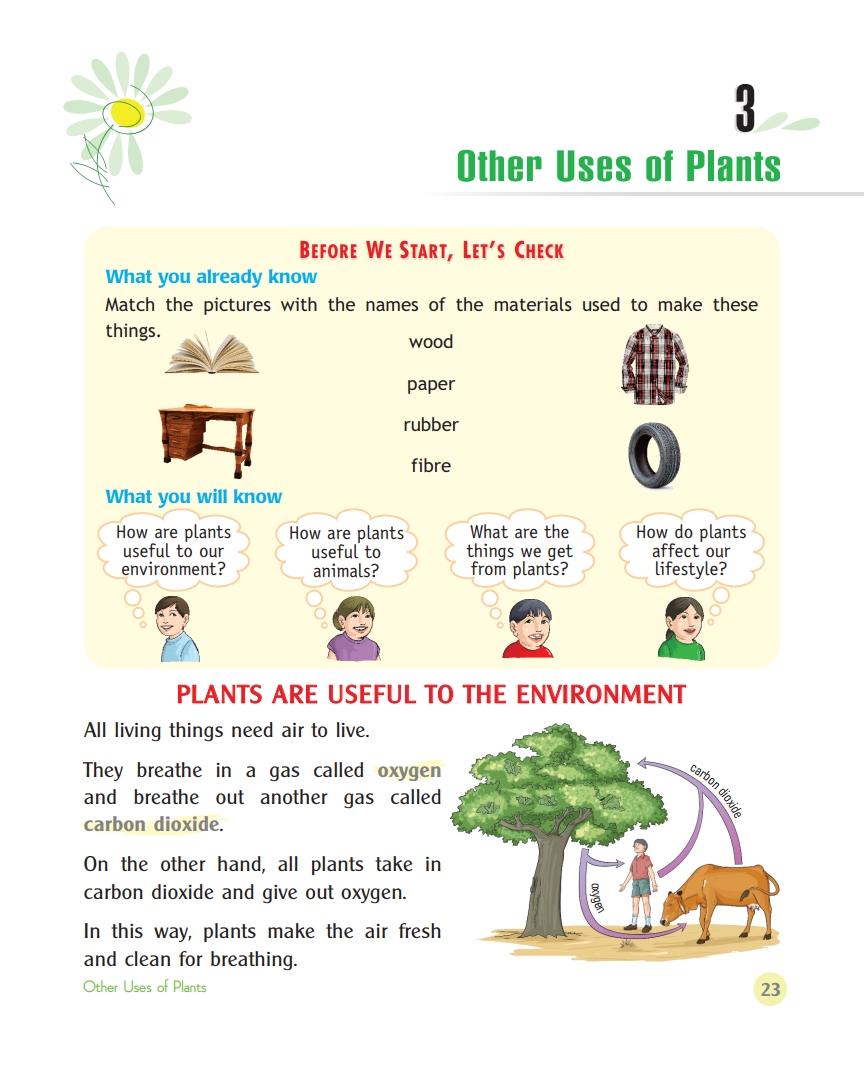 3
Other Uses of Plants
BEFORE WE START, LET'S CHECK
What you already know
Match the pictures with the names of the materials used to make these
things.
wood
paper
rubber
fibre
What you will know
How are plants
useful to our
environment?
How are plants
useful to
animals?
What are the
things we get
from plants?
How do plants
affect our
lifestyle?
PLANTS ARE USEFUL TO THE ENVIRONMENT
All living things need air to live.
They breathe in a gas called oxygen
and breathe out another gas called
carbon dioxide.
On the other hand, all plants take in
carbon dioxide and give out oxygen.
In this way, plants make the air fresh
and clean for breathing.
carbon dioxide
oxygen
Other Uses of Plants
23